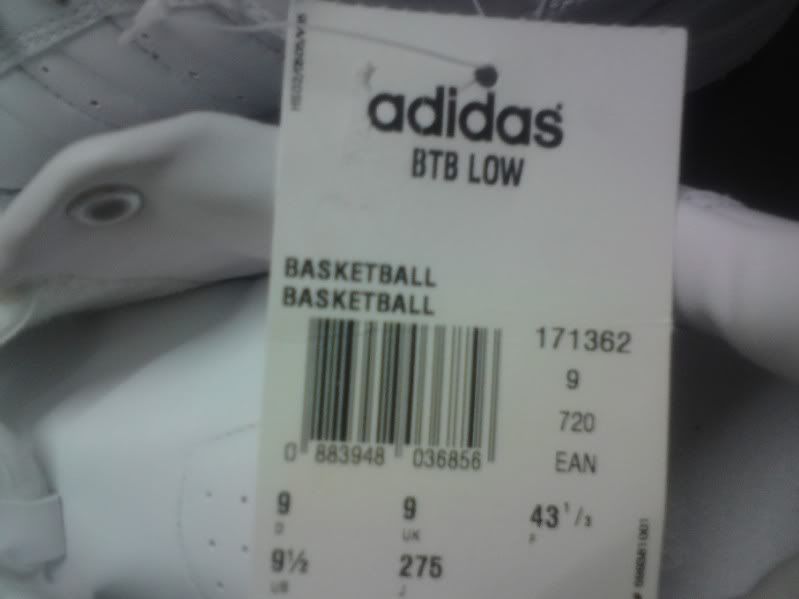 adidas
BTB LOW
BASKETBALL
BASKETBALL
171362
9
720
EAN
0 883948 036856
9 9 43 1/3
D UK F
9½ 275
US J